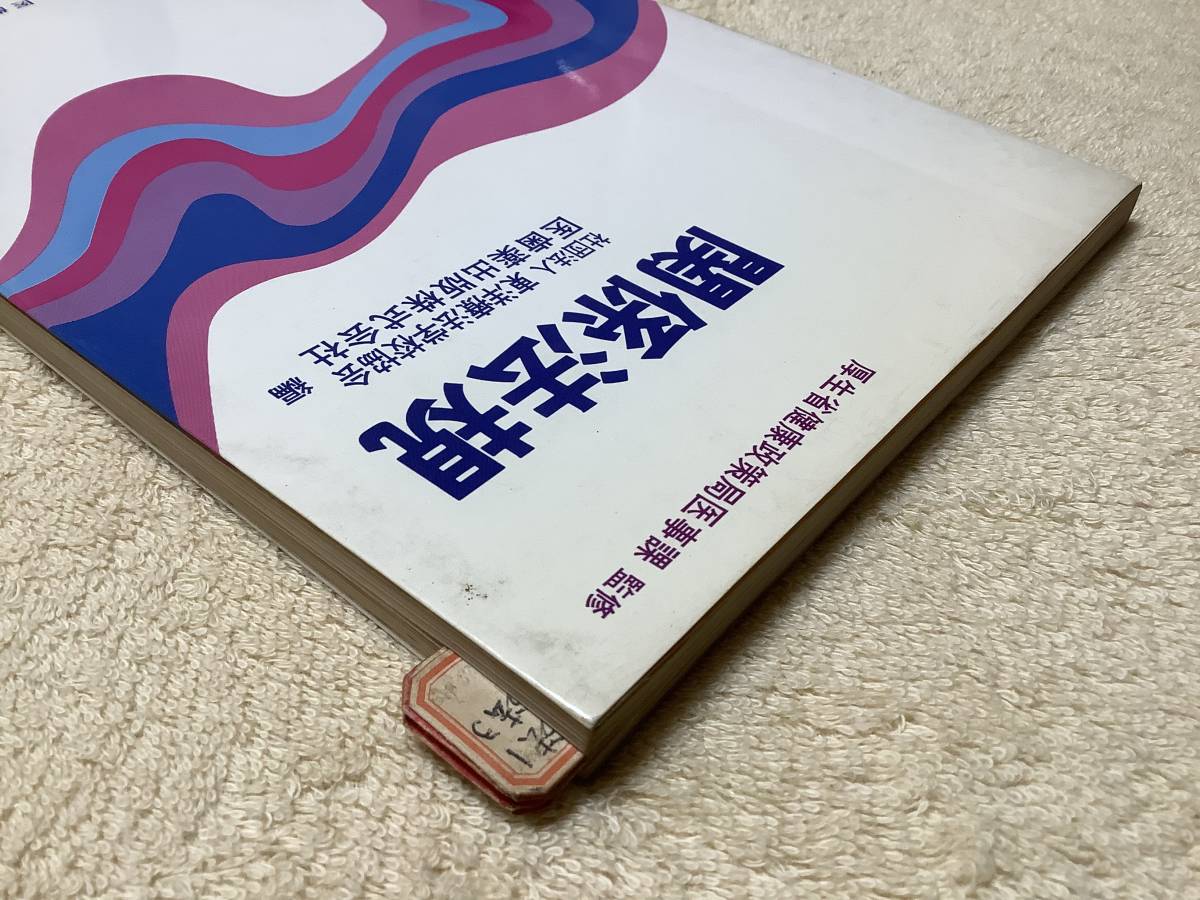 厚生省健康政策局医事課 監修
関係法規
社団法人 東洋療法学校協会
医歯薬出版株式会社
編